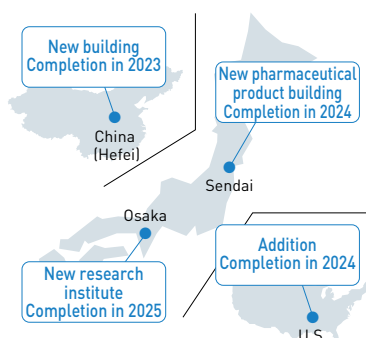 New building
Completion in 2023
China
(Hefei)
New pharmaceutical
product building
Completion in 2024
Sendai
Osaka
New research
institute
Completion in 2025
Addition
Completion in 2024
U.S.